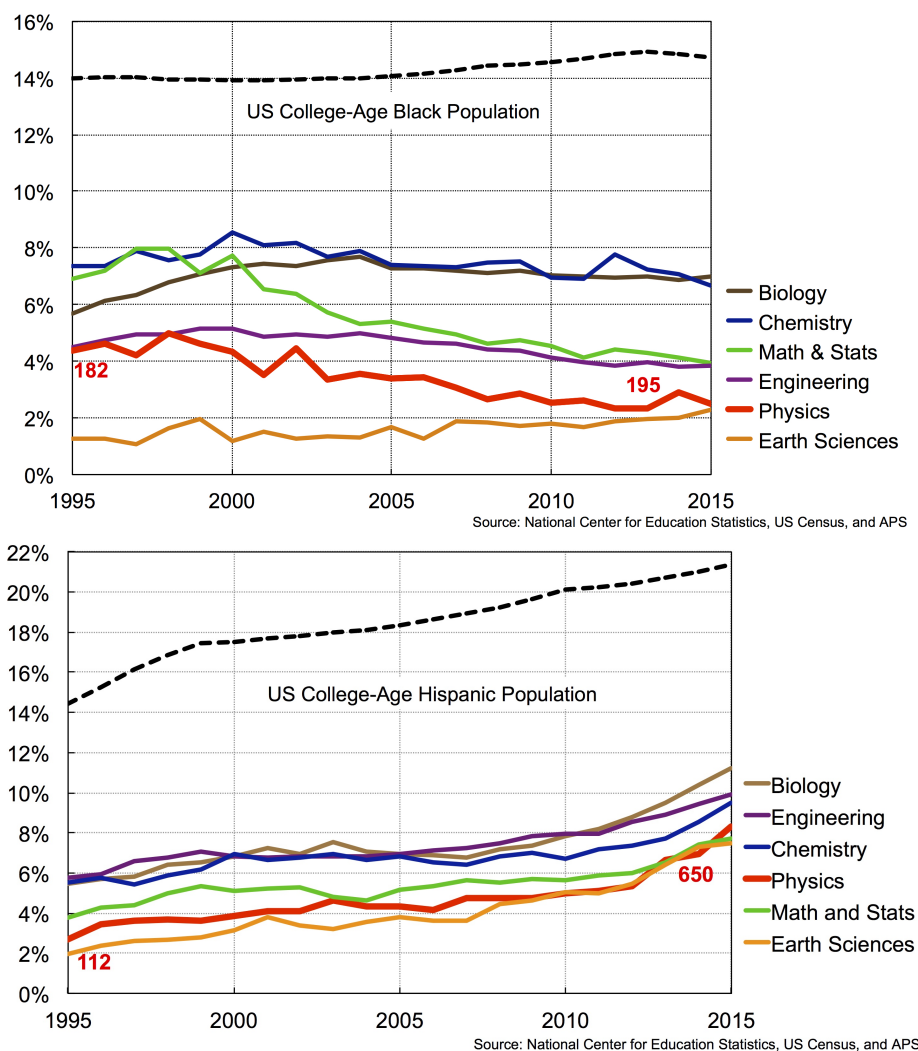 16%
14%
US College-Age Black Population
12%
10%
8%
6%
4%
2%
0%
182
195
Biology
Chemistry
Math & Stats
Engineering
Physics
Earth Sciences
1995 2000 2005 2010 2015
Source: National Center for Education Statistics, US Census, and APS
22%
20%
18%
16%
US College-Age Hispanic Population
14%
12%
10%
8%
6%
4%
2%
0%
112
650
Biology
Engineering
Chemistry
Physics
Math and Stats
Earth Sciences
1995 2000 2005 2010 2015
Source: National Center for Education Statistics, US Census, and APS